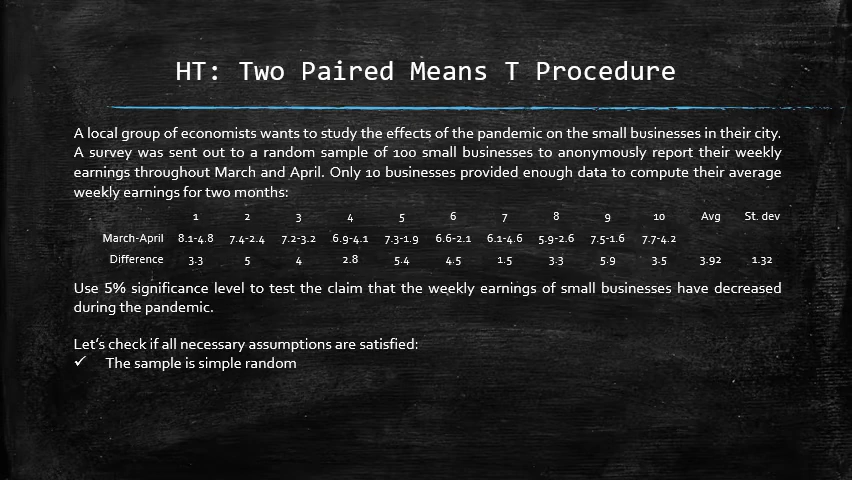 HT: Two Paired Means T Procedure
A local group of economists wants to study the effects of the pandemic on the small businesses in their city.
A survey was sent out to a random sample of 100 small businesses to anonymously report their weekly
earnings throughout March and April. Only 10 businesses provided enough data to compute their average
weekly earnings for two months:
1 2 3 4 5 6 7 8 9 10 Avg St. dev
March-April 8.1-4.8 7.4-2.4 7.2-3.2 6.9-4.1 7.3-1.9 6.6-2.1 6.1-4.6 5.9-2.6 7.5-1.6 7.7-4.2
Difference 3.3 5 4 2.8 5.4 4.5 1.5 3.3 5.9 3.5 3.92 1.32
Use 5% significance level to test the claim that the weekly earnings of small businesses have decreased
during the pandemic.
Let's check if all necessary assumptions are satisfied:
✓ The sample is simple random